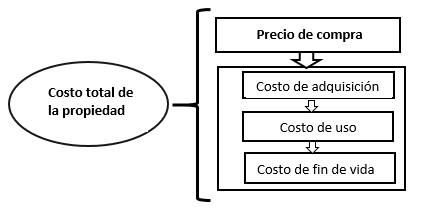 Costo total de
la propiedad
Precio de compra
Costo de adquisición
Costo de uso
Costo de fin de vida